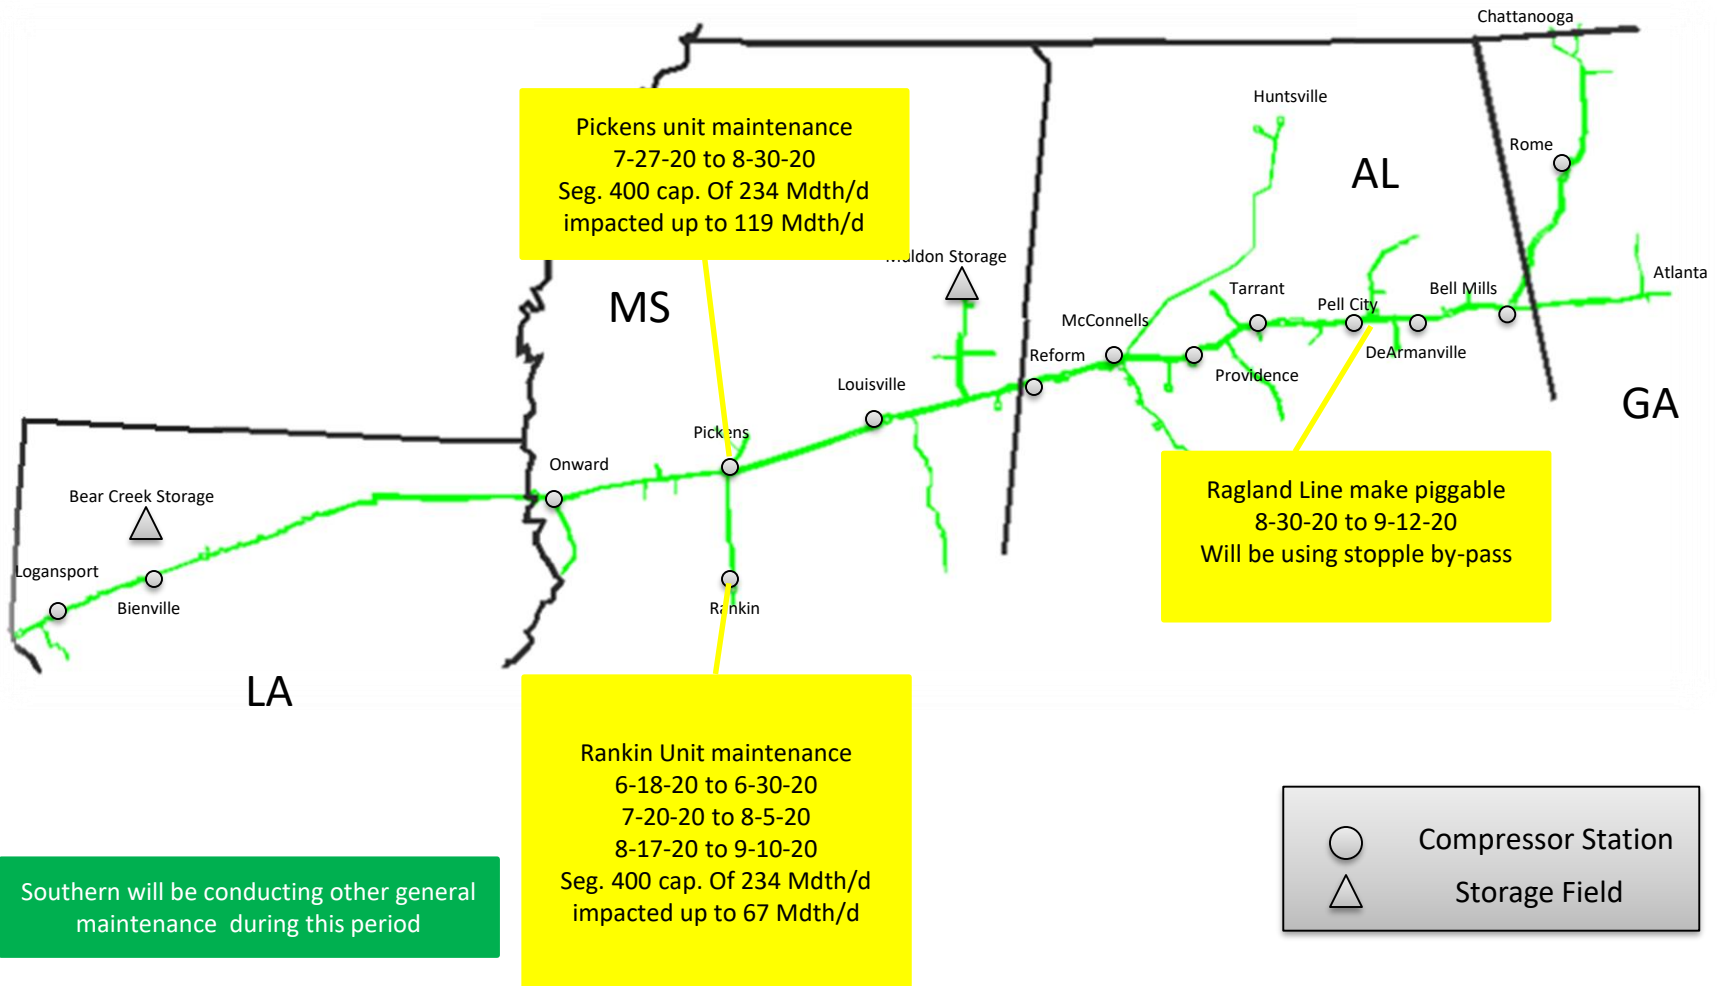 Chattanooga
Huntsville
Pickens unit maintenance
7-27-20 to 8-30-20
Seg. 400 cap. Of 234 Mdth/d
impacted up to 119 Mdth/d
Rome
AL
Muldon Storage
MS
Tarrant
Pell City
Bell Mills
Atlanta
McConnells
Reform
DeArmanville
Providence
Louisville
GA
Pickens
Onward
Bear Creek Storage
Ragland Line make piggable
8-30-20 to 9-12-20
Will be using stopple by-pass
Logansport
Bienville
Rankin
LA
Rankin Unit maintenance
6-18-20 to 6-30-20
7-20-20 to 8-5-20
8-17-20 to 9-10-20
Seg. 400 cap. Of 234 Mdth/d
impacted up to 67 Mdth/d
Compressor Station
Storage Field
Southern will be conducting other general
maintenance during this period